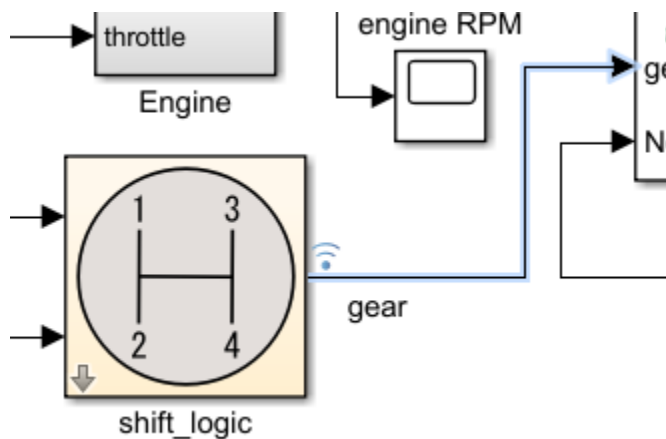 throttle
engine RPM
Engine
1 3
2 4
gear
shift_logic